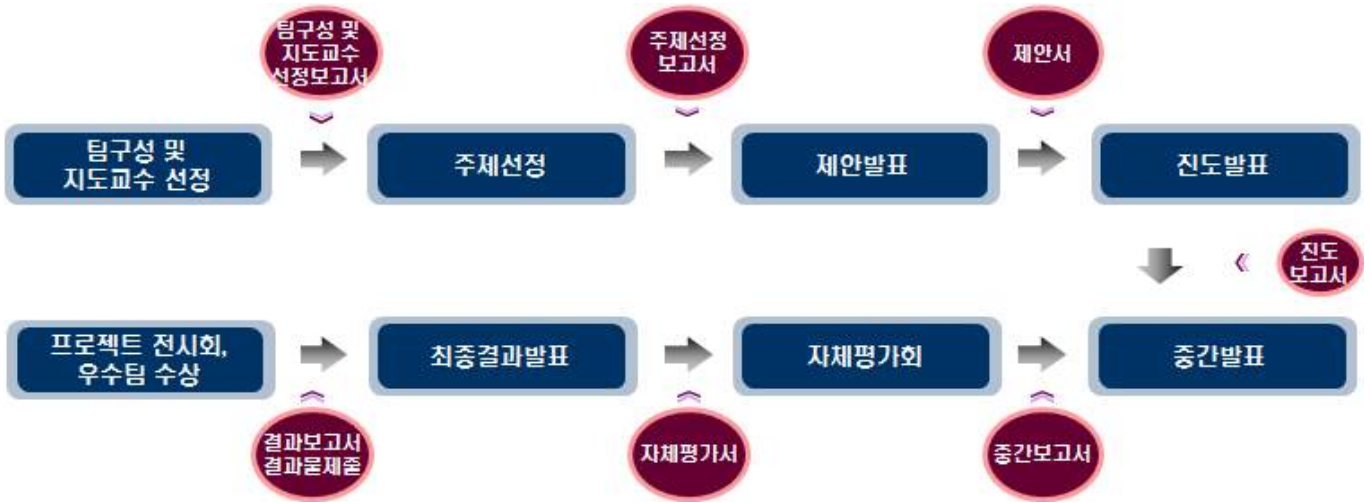 팀구성 및
지도교수
선정보고서
주제선정
보고서
제안서
팀구성 및
지도교수 선정
주제선정
제안발표
진도발표
진도
보고서
프로젝트 전시회,
우수팀 수상
최종결과발표
자체평가회
중간발표
결과보고서
결과물제출
자체평가서
중간보고서